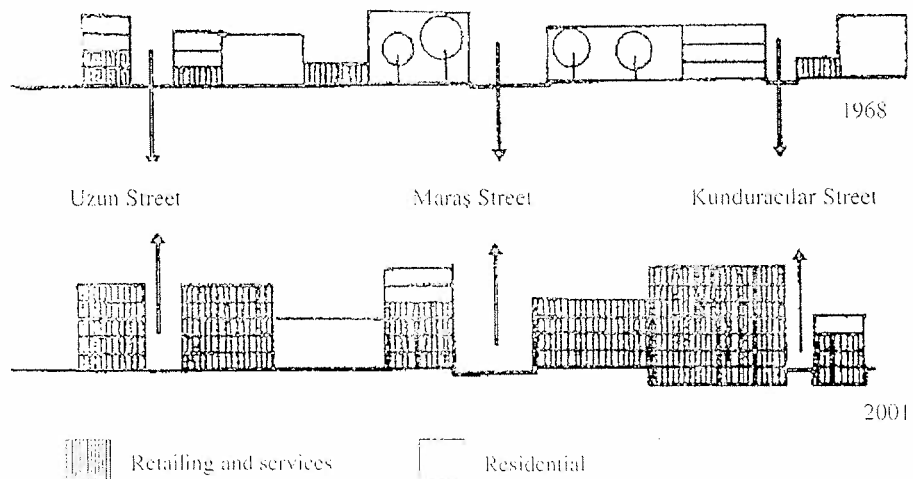 1968
Uzun Street Maraş Street Kunduracılar Street
2001
Retailing and services Residential